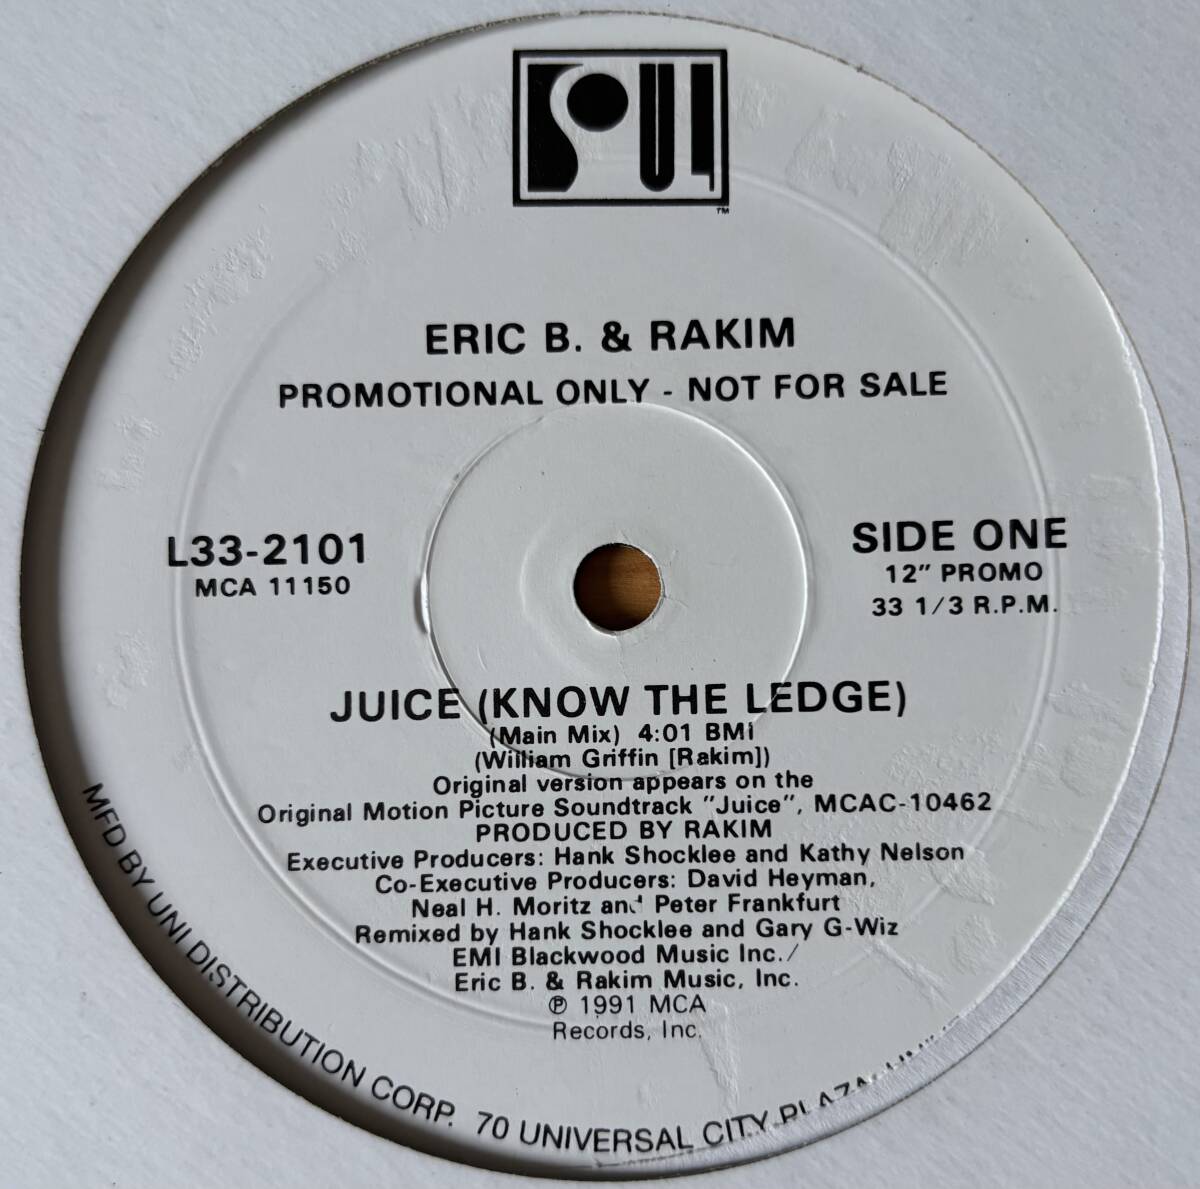 SOUL
TM
ERIC B. & RAKIM
PROMOTIONAL ONLY - NOT FOR SALE
L33-2101
MCA 11150
SIDE ONE
12" PROMO
33 1/3 R.P.M.
JUICE (KNOW THE LEDGE)
(Main Mix) 4:01 BMI
(William Griffin [Rakim])
Original version appears on the
Original Motion Picture Soundtrack "Juice", MCAC-10462
PRODUCED BY RAKIM
Executive Producers: Hank Shocklee and Kathy Nelson
Co-Executive Producers: David Heyman,
Neal H. Moritz and Peter Frankfurt
Remixed by Hank Shocklee and Gary G-Wiz
EMI Blackwood Music Inc./
Eric B. & Rakim Music, Inc.
℗ 1991 MCA
Records, Inc.
MFD BY UNI DISTRIBUTION CORP. 70 UNIVERSAL CITY PLAZA